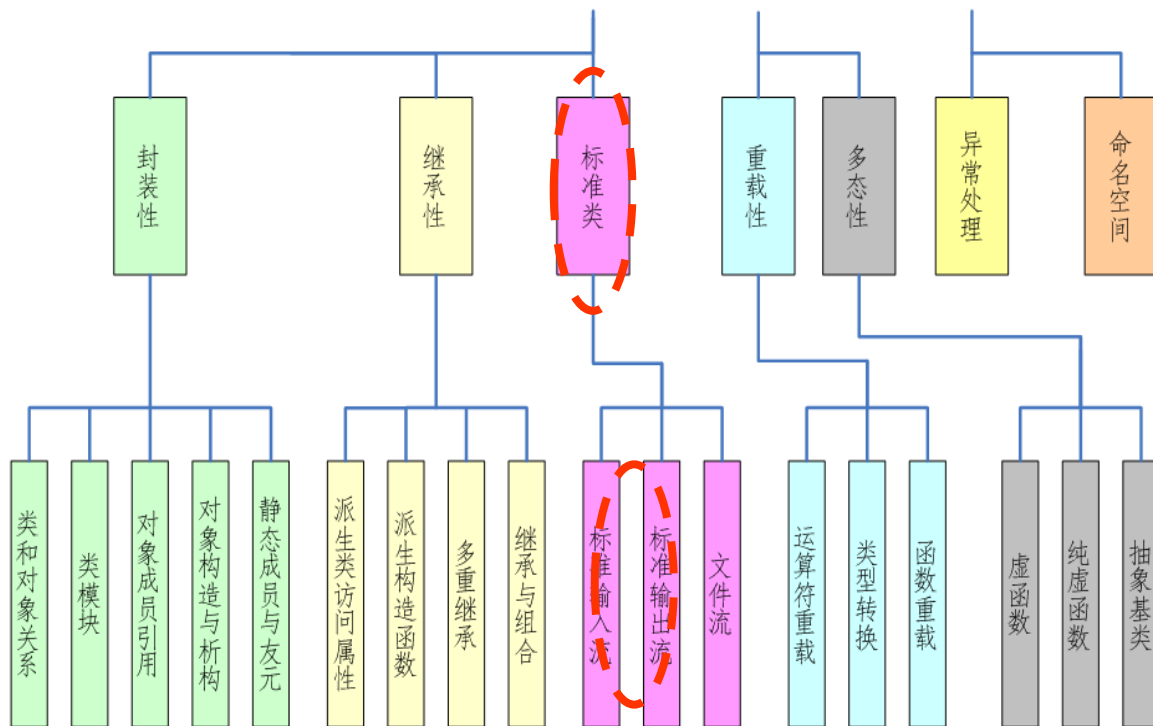 封装性
继承性
标准类
重载性
多态性
异常处理
命名空间
类和对象关系
类模块
对象成员引用
对象构造与析构
静态成员与友元
派生类访问属性
派生构造函数
多重继承
继承与组合
标准输入流
标准输出流
文件流
运算符重载
类型转换
函数重载
虚函数
纯虚函数
抽象基类